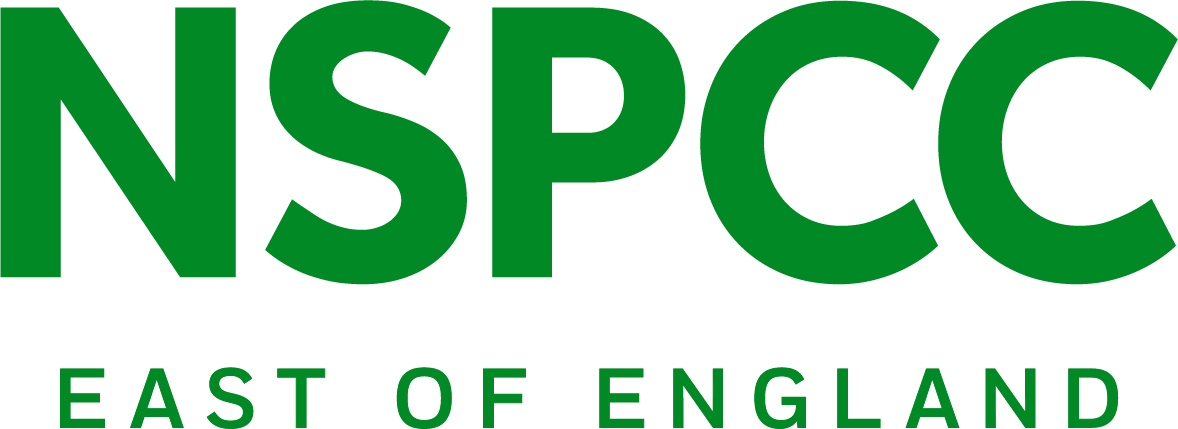 NSPCC
EAST OF ENGLAND